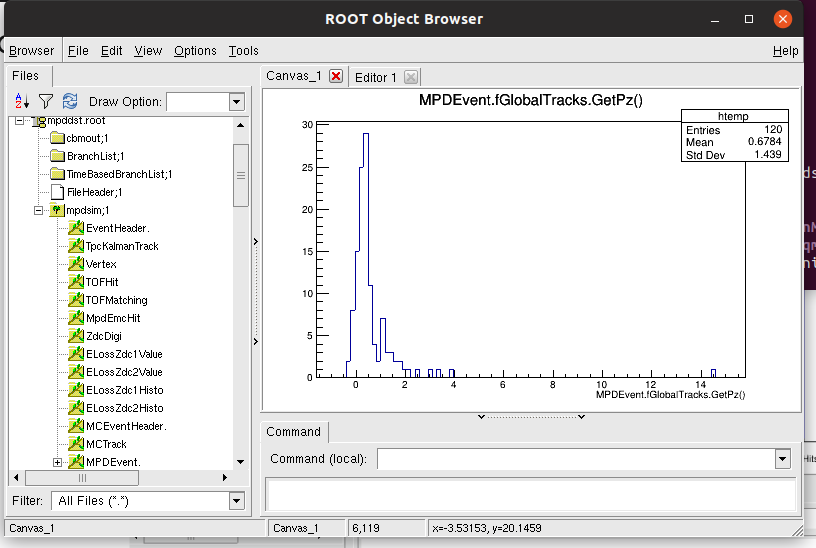 ROOT Object Browser
Browser File Edit View Options Tools Help
Files
Canvas_1 Editor 1
Draw Option:
mpddst.root
cbmout;1
BranchList;1
TimeBasedBranchList;1
FileHeader;1
mpdsim;1
EventHeader.
TpcKalmanTrack
Vertex
TOFHit
TOFMatching
MpdEmcHit
ZdcDigi
ELossZdc1Value
ELossZdc2Value
ELossZdc1Histo
ELossZdc2Histo
MCEventHeader.
MCTrack
MPDEvent.
Filter: All Files (*.*)
MPDEvent.fGlobalTracks.GetPz()
htemp
Entries 120
Mean 0.6784
Std Dev 1.439
30
25
20
15
10
5
0
0 2 4 6 8 10 12 14
MPDEvent.fGlobalTracks.GetPz()
Command
Command (local):
Canvas_1 Canvas_1 6,119 x=-3.53153, y=20.1459
Hits